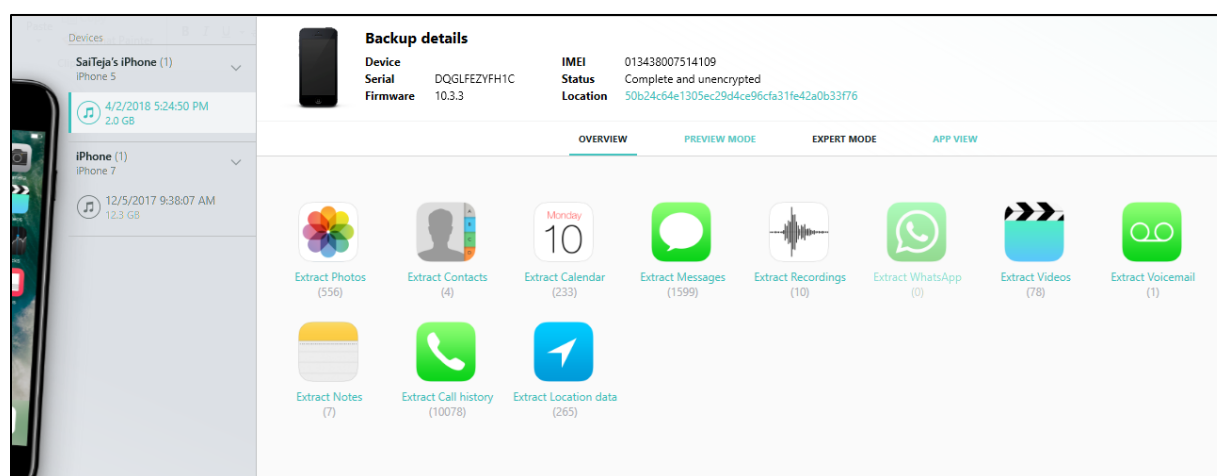 Devices
SaiTeja's iPhone (1)
iPhone 5
4/2/2018 5:24:50 PM
2.0 GB
iPhone (1)
iPhone 7
12/5/2017 9:38:07 AM
12.3 GB
Backup details
Device
Serial DQGLFEZYFH1C
Firmware 10.3.3
IMEI 013438007514109
Status Complete and unencrypted
Location 50b24c64e1305ec29d4ce96cfa31fe42a0b33f76
OVERVIEW PREVIEW MODE EXPERT MODE APP VIEW
Monday
10
Extract Photos Extract Contacts Extract Calendar Extract Messages Extract Recordings Extract WhatsApp Extract Videos Extract Voicemail
(556) (4) (233) (1599) (10) (0) (78) (1)
Extract Notes Extract Call history Extract Location data
(7) (10078) (265)